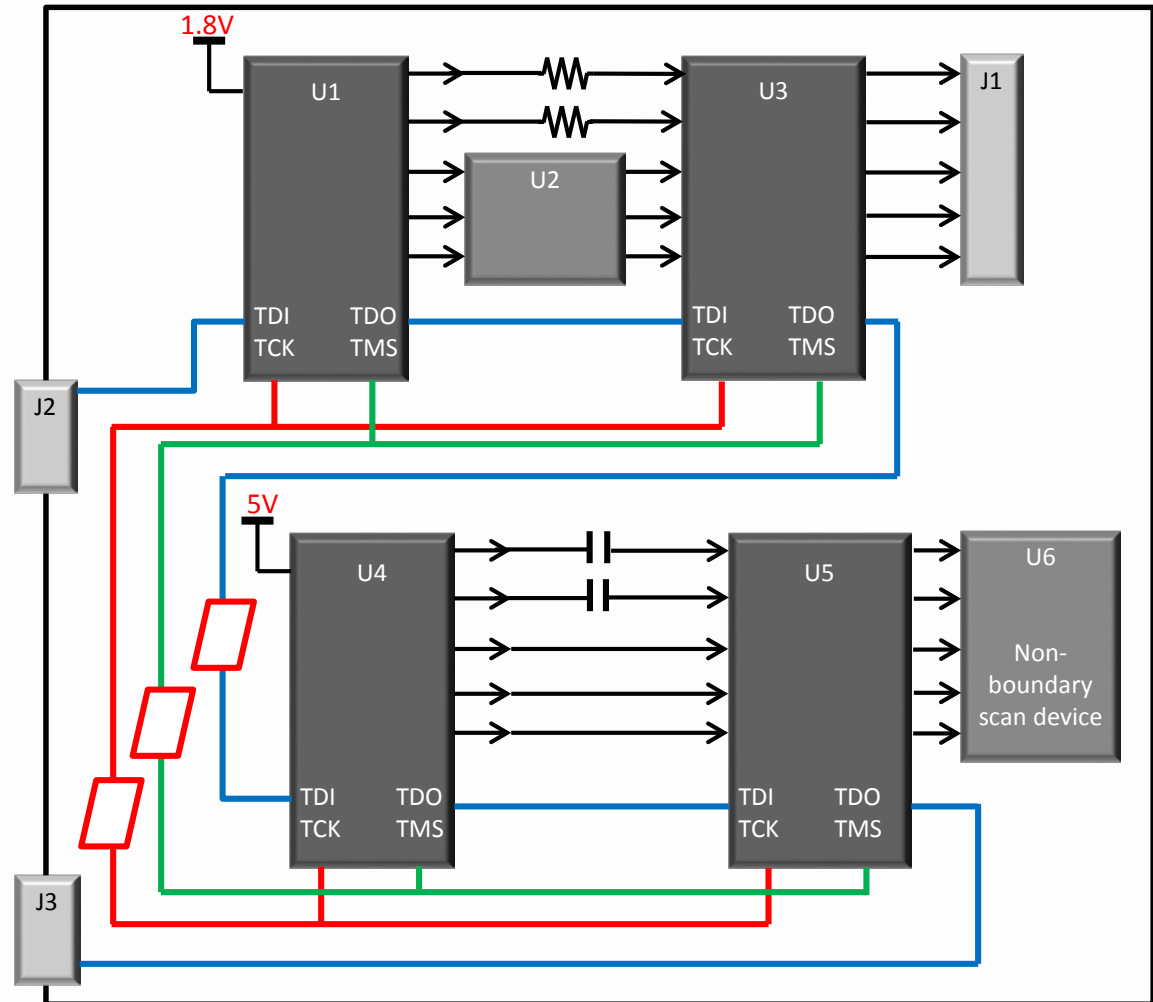 1.8V
U1
U3
J1
U2
TDI TDO
TCK TMS
TDI TDO
TCK TMS
J2
5V
U4
U5
U6
Non-
boundary
scan device
TDI TDO
TCK TMS
TDI TDO
TCK TMS
J3